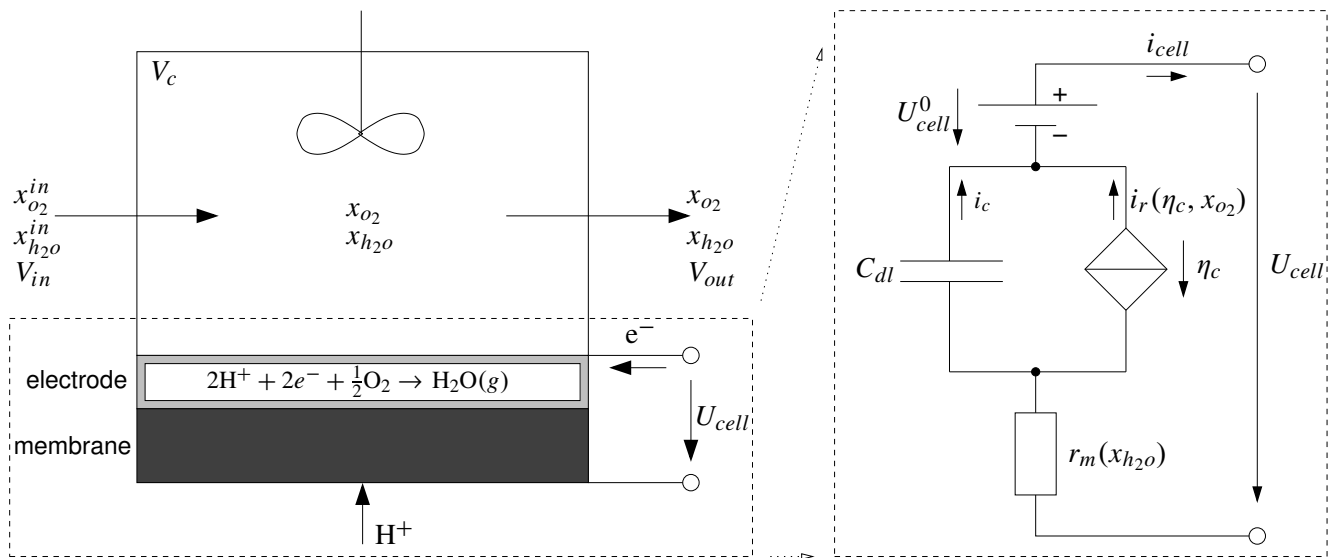 V_c
x_{o_2}^{in}
x_{h_2o}^{in}
V_{in}
x_{o_2}
x_{h_2o}
x_{o_2}
x_{h_2o}
V_{out}
e⁻
electrode
2H⁺ + 2e⁻ + ½O₂ → H₂O(g)
membrane
U_{cell}
H⁺
i_{cell}
U_{cell}^0
+
−
i_c
i_r(η_c, x_{o_2})
C_{dl}
η_c
U_{cell}
r_m(x_{h_2o})